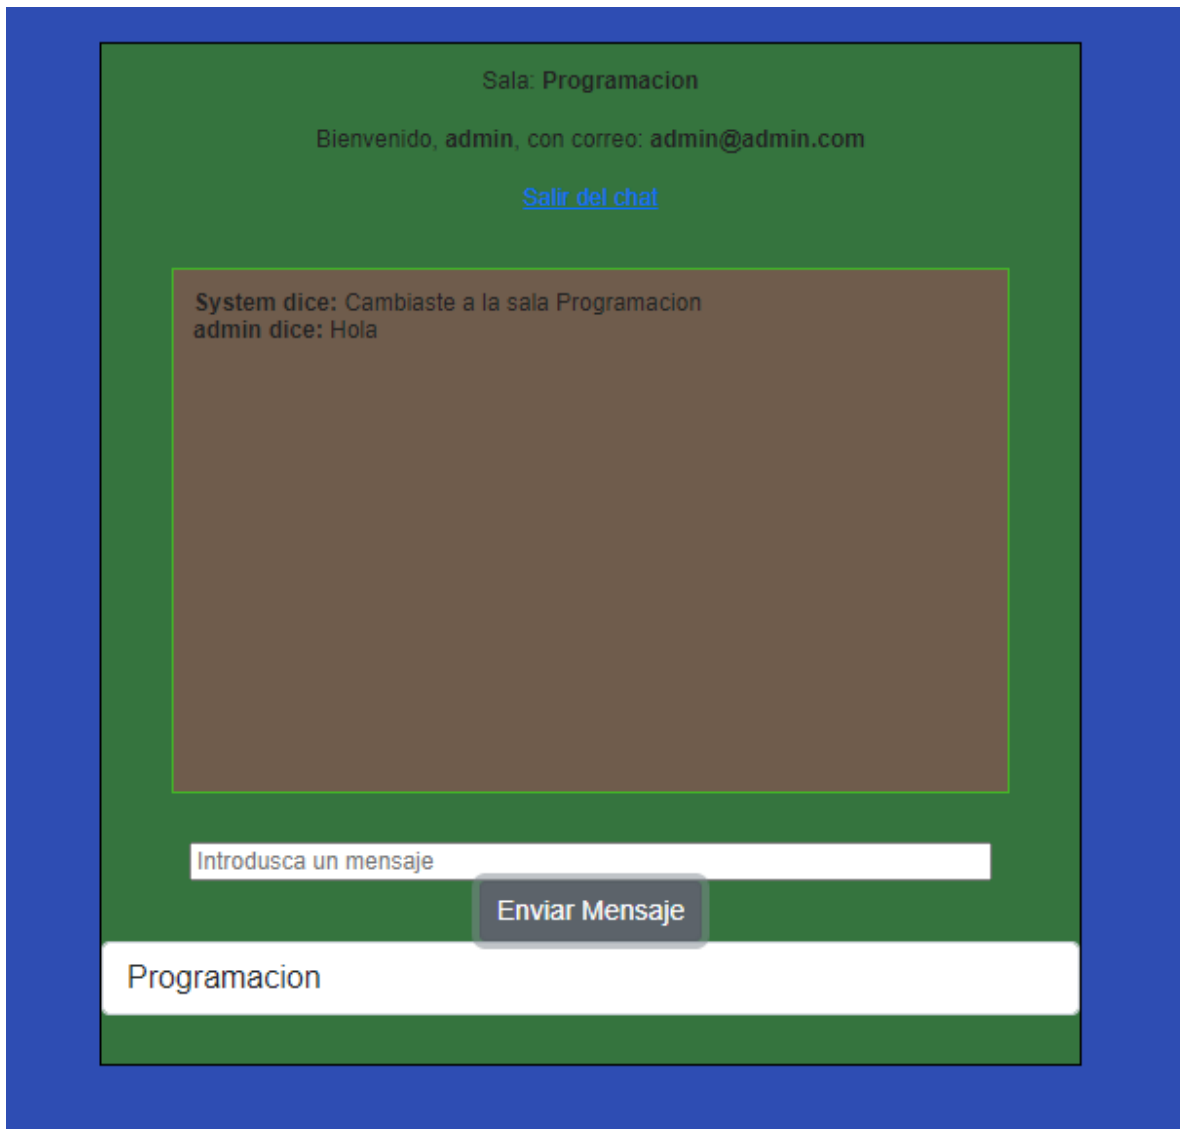 Sala: Programacion
Bienvenido, admin, con correo: admin@admin.com
Salir del chat
System dice: Cambiaste a la sala Programacion
admin dice: Hola
Introdusca un mensaje
Enviar Mensaje
Programacion